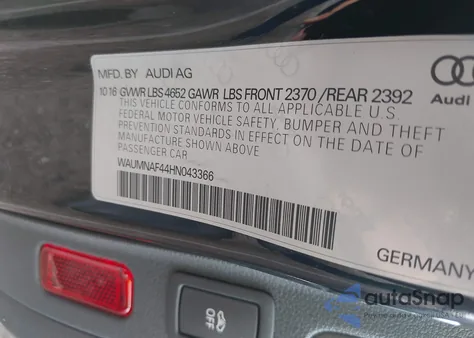 MFD. BY AUDI AG
10 16 GVWR LBS 4652 GAWR LBS FRONT 2370 /REAR 2392
THIS VEHICLE CONFORMS TO ALL APPLICABLE U.S.
FEDERAL MOTOR VEHICLE SAFETY, BUMPER AND THEFT
PREVENTION STANDARDS IN EFFECT ON THE DATE OF
MANUFACTURE SHOWN ABOVE.
PASSENGER CAR
WAUMNAF44HN043366
Audi
GERMANY
OFF
autoSnap